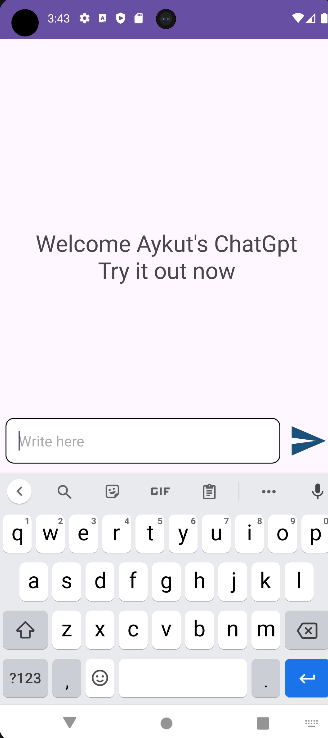 3:43
Welcome Aykut's ChatGpt
Try it out now
Write here
GIF
1 2 3 4 5 6 7 8 9 0
q w e r t y u i o p
a s d f g h j k l
z x c v b n m
?123 , .